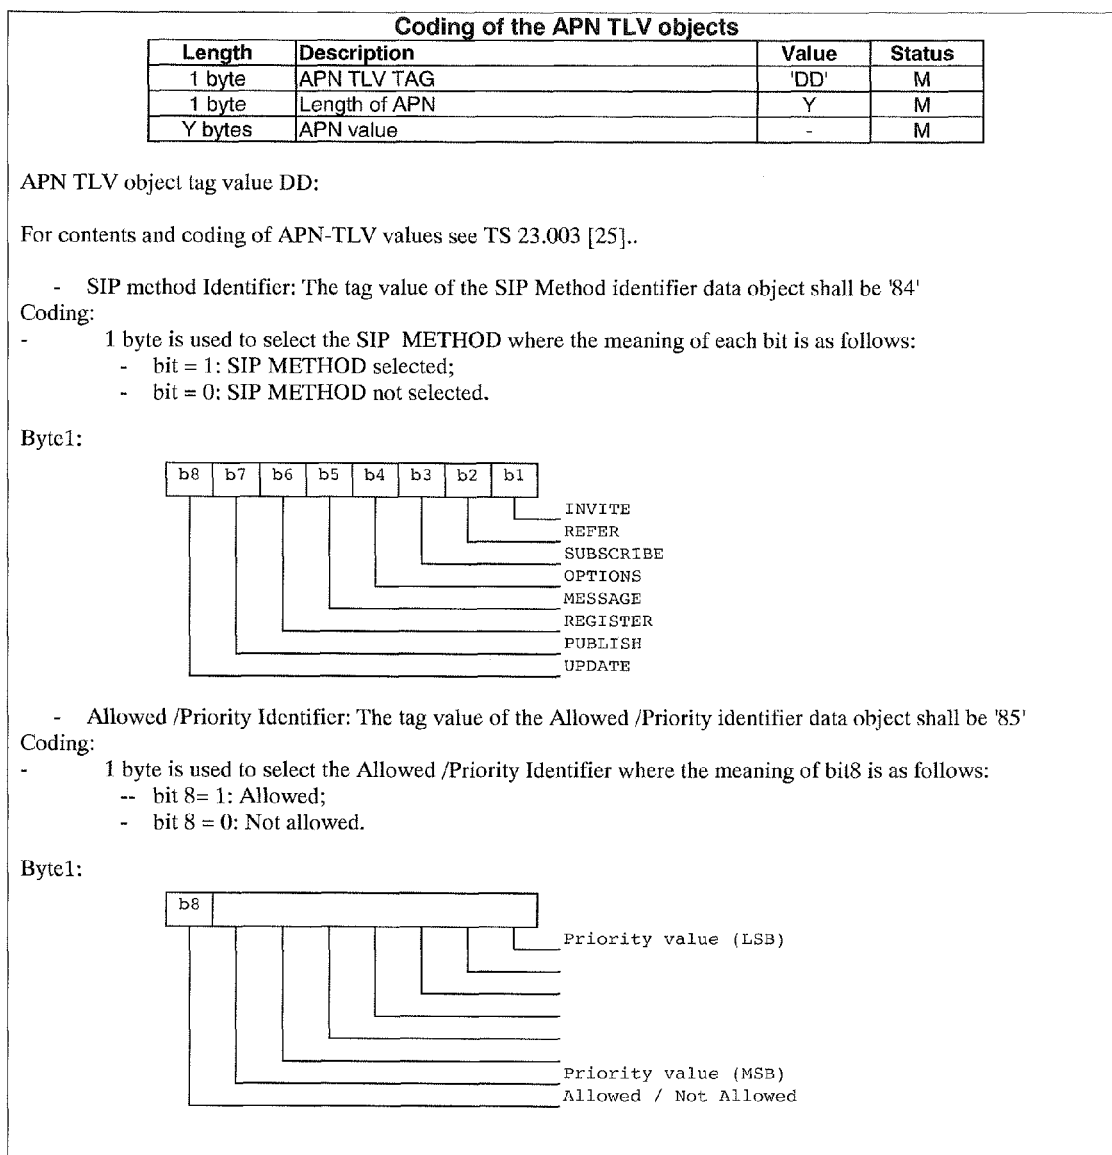 Coding of the APN TLV objects
Length Description Value Status
1 byte APN TLV TAG 'DD' M
1 byte Length of APN Y M
Y bytes APN value - M
APN TLV object tag value DD:
For contents and coding of APN-TLV values see TS 23.003 [25]..
- SIP method Identifier: The tag value of the SIP Method identifier data object shall be '84'
Coding:
- 1 byte is used to select the SIP METHOD where the meaning of each bit is as follows:
- bit = 1: SIP METHOD selected;
- bit = 0: SIP METHOD not selected.
Byte1:
b8 b7 b6 b5 b4 b3 b2 b1
INVITE
REFER
SUBSCRIBE
OPTIONS
MESSAGE
REGISTER
PUBLISH
UPDATE
- Allowed /Priority Identifier: The tag value of the Allowed /Priority identifier data object shall be '85'
Coding:
- 1 byte is used to select the Allowed /Priority Identifier where the meaning of bit8 is as follows:
-- bit 8= 1: Allowed;
- bit 8 = 0: Not allowed.
Byte1:
b8
Priority value (LSB)
Priority value (MSB)
Allowed / Not Allowed